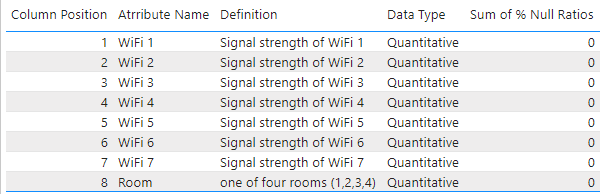 Column Position Atrribute Name Definition Data Type Sum of % Null Ratios
1 WiFi 1 Signal strength of WiFi 1 Quantitative 0
2 WiFi 2 Signal strength of WiFi 2 Quantitative 0
3 WiFi 3 Signal strength of WiFi 3 Quantitative 0
4 WiFi 4 Signal strength of WiFi 4 Quantitative 0
5 WiFi 5 Signal strength of WiFi 5 Quantitative 0
6 WiFi 6 Signal strength of WiFi 6 Quantitative 0
7 WiFi 7 Signal strength of WiFi 7 Quantitative 0
8 Room one of four rooms (1,2,3,4) Quantitative 0